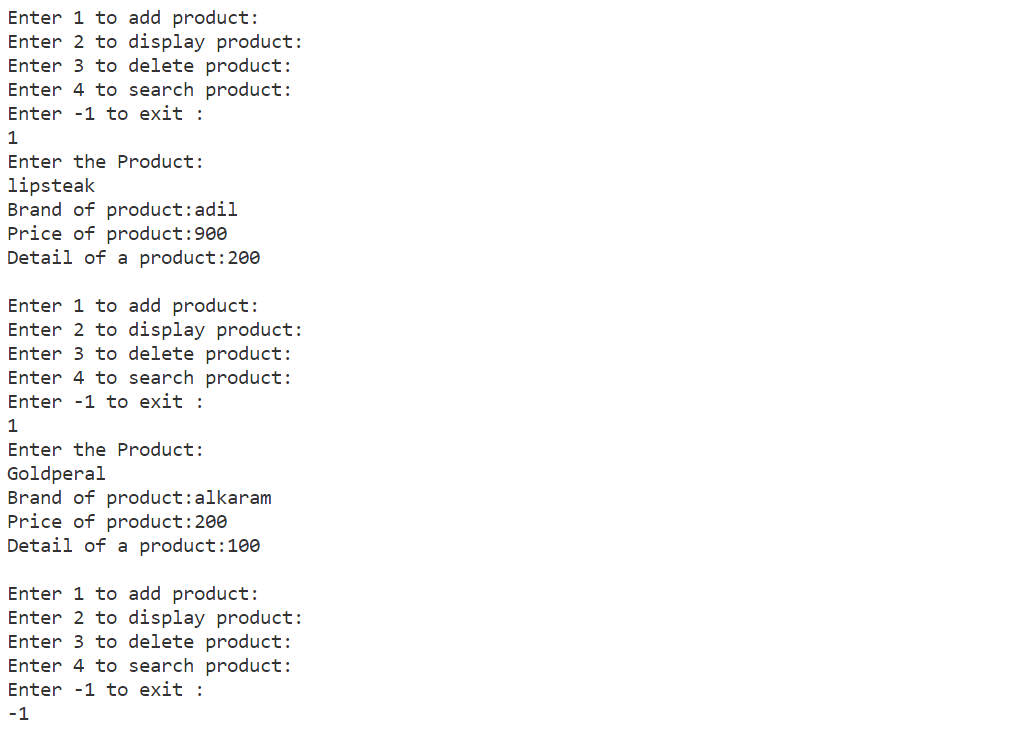 Enter 1 to add product:
Enter 2 to display product:
Enter 3 to delete product:
Enter 4 to search product:
Enter -1 to exit :
1
Enter the Product:
lipsteak
Brand of product:adil
Price of product:900
Detail of a product:200

Enter 1 to add product:
Enter 2 to display product:
Enter 3 to delete product:
Enter 4 to search product:
Enter -1 to exit :
1
Enter the Product:
Goldperal
Brand of product:alkaram
Price of product:200
Detail of a product:100

Enter 1 to add product:
Enter 2 to display product:
Enter 3 to delete product:
Enter 4 to search product:
Enter -1 to exit :
-1